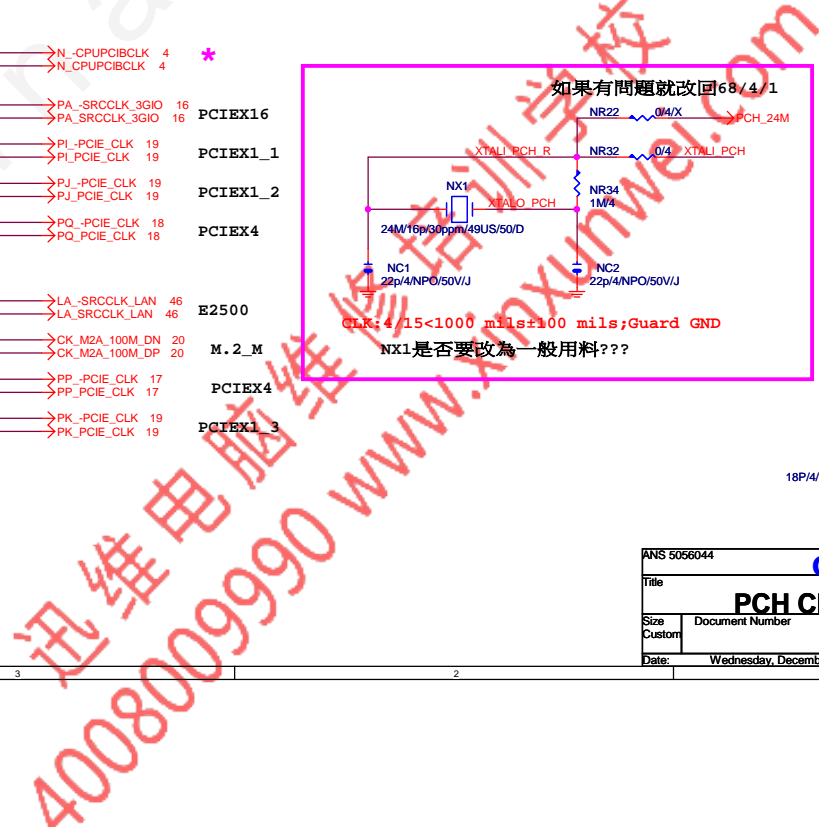 N_-CPUPCIBCLK 4
N_CPUPCIBCLK 4
*
PA_-SRCCLK_3GIO 16
PA_SRCCLK_3GIO 16
PCIEX16
PI_-PCIE_CLK 19
PI_PCIE_CLK 19
PCIEX1_1
PJ_-PCIE_CLK 19
PJ_PCIE_CLK 19
PCIEX1_2
PQ_-PCIE_CLK 18
PQ_PCIE_CLK 18
PCIEX4
LA_-SRCCLK_LAN 46
LA_SRCCLK_LAN 46
E2500
CK_M2A_100M_DN 20
CK_M2A_100M_DP 20
M.2_M
PP_-PCIE_CLK 17
PP_PCIE_CLK 17
PCIEX4
PK_-PCIE_CLK 19
PK_PCIE_CLK 19
PCIEX1_3
如果有問題就改回68/4/1
NR22 0/4/X PCH_24M
XTALI_PCH_R NR32 0/4 XTALI_PCH
NX1
XTALO_PCH
NR34
1M/4
24M/16p/30ppm/49US/50/D
NC1
22p/4/NPO/50V/J
NC2
22p/4/NPO/50V/J
CLK:4/15<1000 mils±100 mils;Guard GND
NX1是否要改為一般用料???
18P/4/
ANS 5056044
Title
PCH
Size
Custom
Document Number
Date: Wednesday,
3
2
迅维电脑维修培训学校
4008009990 www.xinxunwei.com